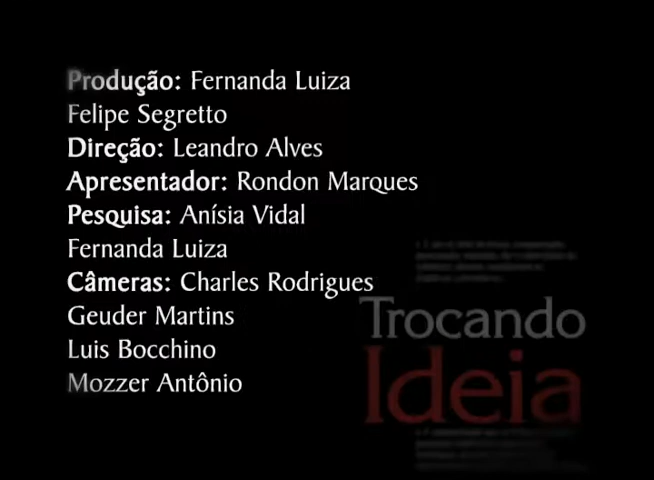 Produção: Fernanda Luiza
Felipe Segretto
Direção: Leandro Alves
Apresentador: Rondon Marques
Pesquisa: Anísia Vidal
Fernanda Luiza
Câmeras: Charles Rodrigues
Geuder Martins
Luis Bocchino
Mozzer Antônio
Trocando
Ideia